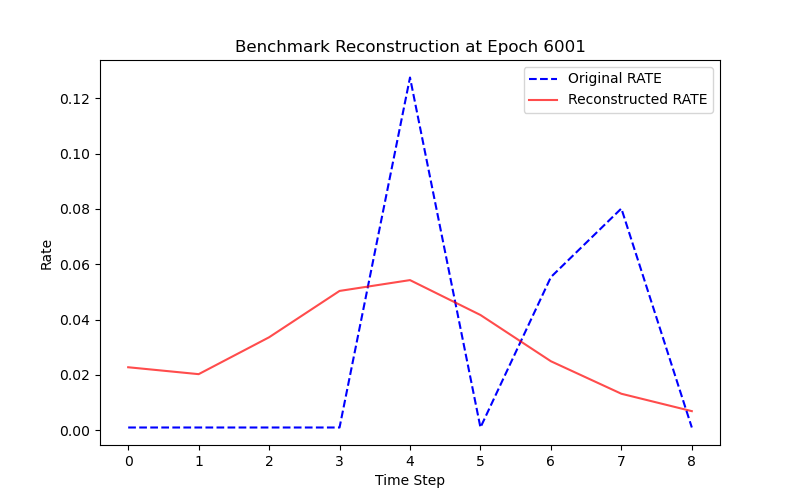 Benchmark Reconstruction at Epoch 6001
Original RATE
Reconstructed RATE
0.12
0.10
0.08
0.06
0.04
0.02
0.00
Rate
0 1 2 3 4 5 6 7 8
Time Step